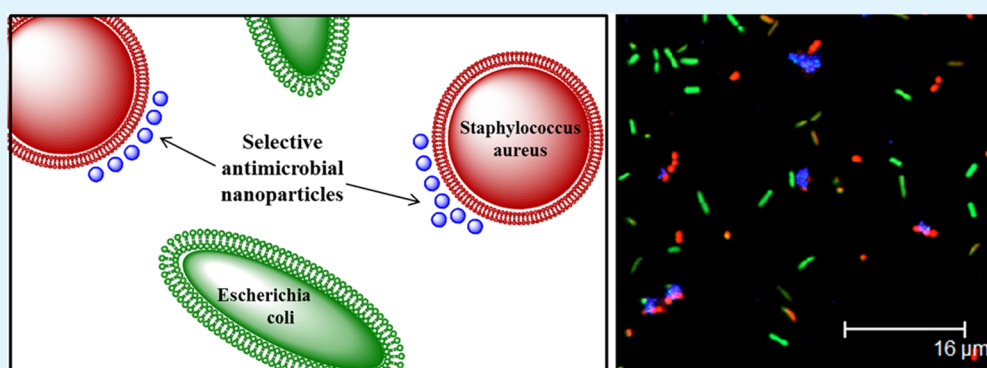 Selective
antimicrobial
nanoparticles
Staphylococcus
aureus
Escherichia
coli
16 µm